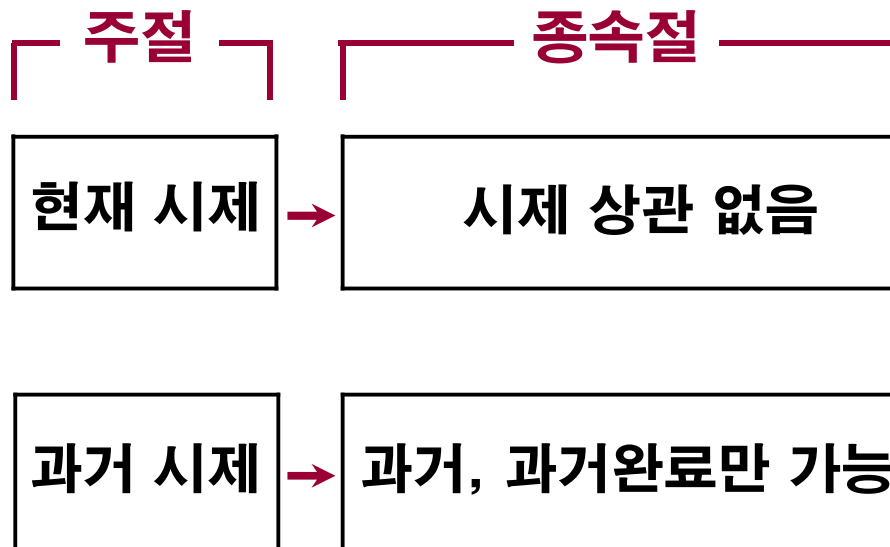 주절 종속절
현재 시제 → 시제 상관 없음
과거 시제 → 과거, 과거완료만 가능